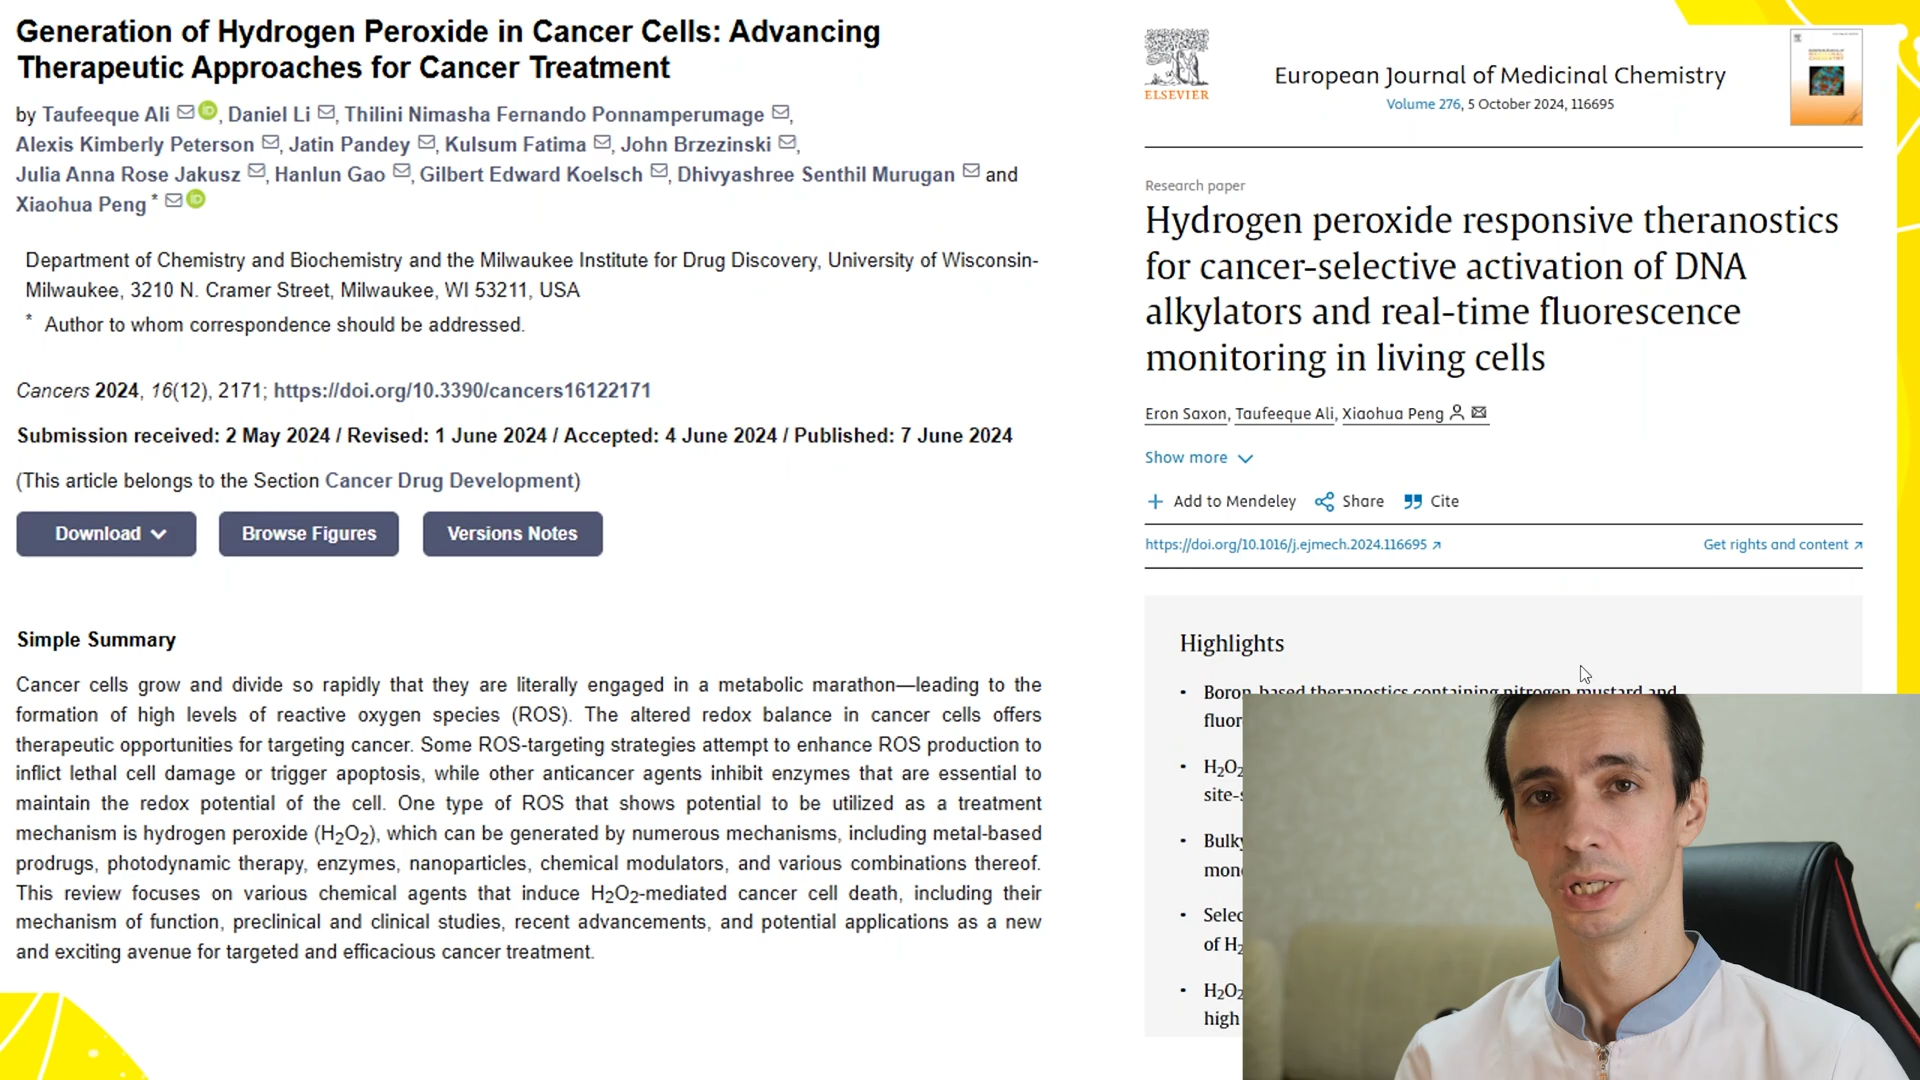 Generation of Hydrogen Peroxide in Cancer Cells: Advancing
Therapeutic Approaches for Cancer Treatment
by Taufeeque Ali, Daniel Li, Thilini Nimasha Fernando Ponnamperumage,
Alexis Kimberly Peterson, Jatin Pandey, Kulsum Fatima, John Brzezinski,
Julia Anna Rose Jakusz, Hanlun Gao, Gilbert Edward Koelsch, Dhivyashree Senthil Murugan and
Xiaohua Peng *
Department of Chemistry and Biochemistry and the Milwaukee Institute for Drug Discovery, University of Wisconsin-
Milwaukee, 3210 N. Cramer Street, Milwaukee, WI 53211, USA
* Author to whom correspondence should be addressed.
Cancers 2024, 16(12), 2171; https://doi.org/10.3390/cancers16122171
Submission received: 2 May 2024 / Revised: 1 June 2024 / Accepted: 4 June 2024 / Published: 7 June 2024
(This article belongs to the Section Cancer Drug Development)
Download
Browse Figures
Versions Notes
Simple Summary
Cancer cells grow and divide so rapidly that they are literally engaged in a metabolic marathon—leading to the
formation of high levels of reactive oxygen species (ROS). The altered redox balance in cancer cells offers
therapeutic opportunities for targeting cancer. Some ROS-targeting strategies attempt to enhance ROS production to
inflict lethal cell damage or trigger apoptosis, while other anticancer agents inhibit enzymes that are essential to
maintain the redox potential of the cell. One type of ROS that shows potential to be utilized as a treatment
mechanism is hydrogen peroxide (H2O2), which can be generated by numerous mechanisms, including metal-based
prodrugs, photodynamic therapy, enzymes, nanoparticles, chemical modulators, and various combinations thereof.
This review focuses on various chemical agents that induce H2O2-mediated cancer cell death, including their
mechanism of function, preclinical and clinical studies, recent advancements, and potential applications as a new
and exciting avenue for targeted and efficacious cancer treatment.
ELSEVIER
European Journal of Medicinal Chemistry
Volume 276, 5 October 2024, 116695
Research paper
Hydrogen peroxide responsive theranostics
for cancer-selective activation of DNA
alkylators and real-time fluorescence
monitoring in living cells
Eron Saxon, Taufeeque Ali, Xiaohua Peng
Show more
Add to Mendeley
Share
Cite
https://doi.org/10.1016/j.ejmech.2024.116695
Get rights and content
Highlights
• Boron-based theranostics containing nitrogen mustard and
fluor
• H2O2
site-s
• Bulky
mono
• Selec
of H2
• H2O2
high